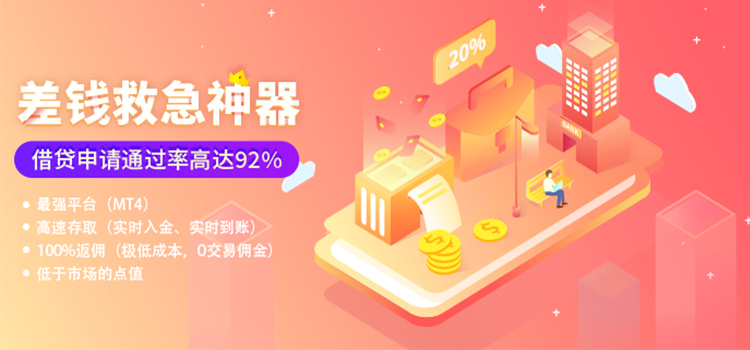 差钱救急神器
借贷申请通过率高达92%
最强平台（MT4）
高速存取（实时入金、实时到账）
100%返佣（极低成本，0交易佣金）
低于市场的点值
20%
BANK